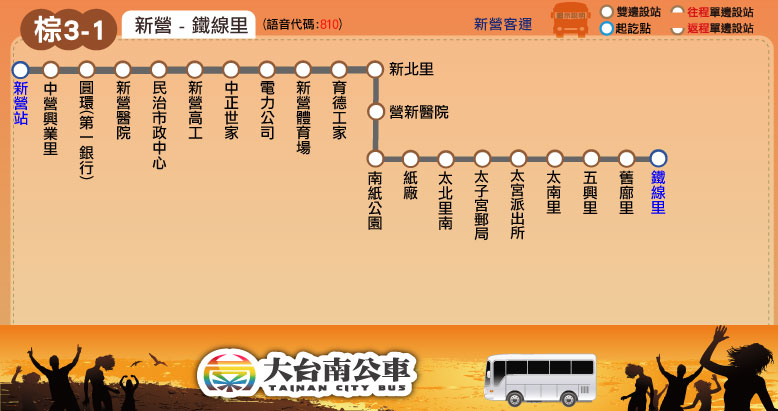 棕3-1
新營 - 鐵線里
(語音代碼:810)
新營客運
雙邊設站
往程單邊設站
起訖點
返程單邊設站
新營站
中營興業里
圓環(第一銀行)
新營醫院
民治市政中心
新營高工
中正世家
電力公司
新營體育場
育德工家
新北里
營新醫院
南紙公園
紙廠
太北里南
太子宮郵局
太宮派出所
太南里
五興里
舊廍里
鐵線里
大台南公車
TAINAN CITY BUS